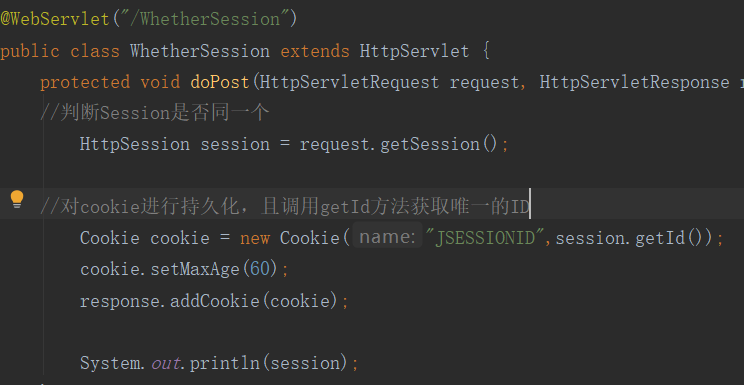 @WebServlet("/WhetherSession")
public class WhetherSession extends HttpServlet {
protected void doPost(HttpServletRequest request, HttpServletResponse r
//判断Session是否同一个
HttpSession session = request.getSession();
//对cookie进行持久化，且调用getId方法获取唯一的ID
Cookie cookie = new Cookie( name: "JSESSIONID",session.getId());
cookie.setMaxAge(60);
response.addCookie(cookie);
System.out.println(session);